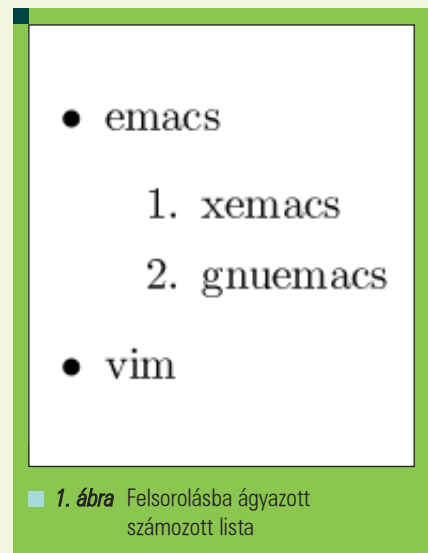 • emacs
1. xemacs
2. gnuemacs
• vim
1. ábra Felsorolásba ágyazott
számozott lista